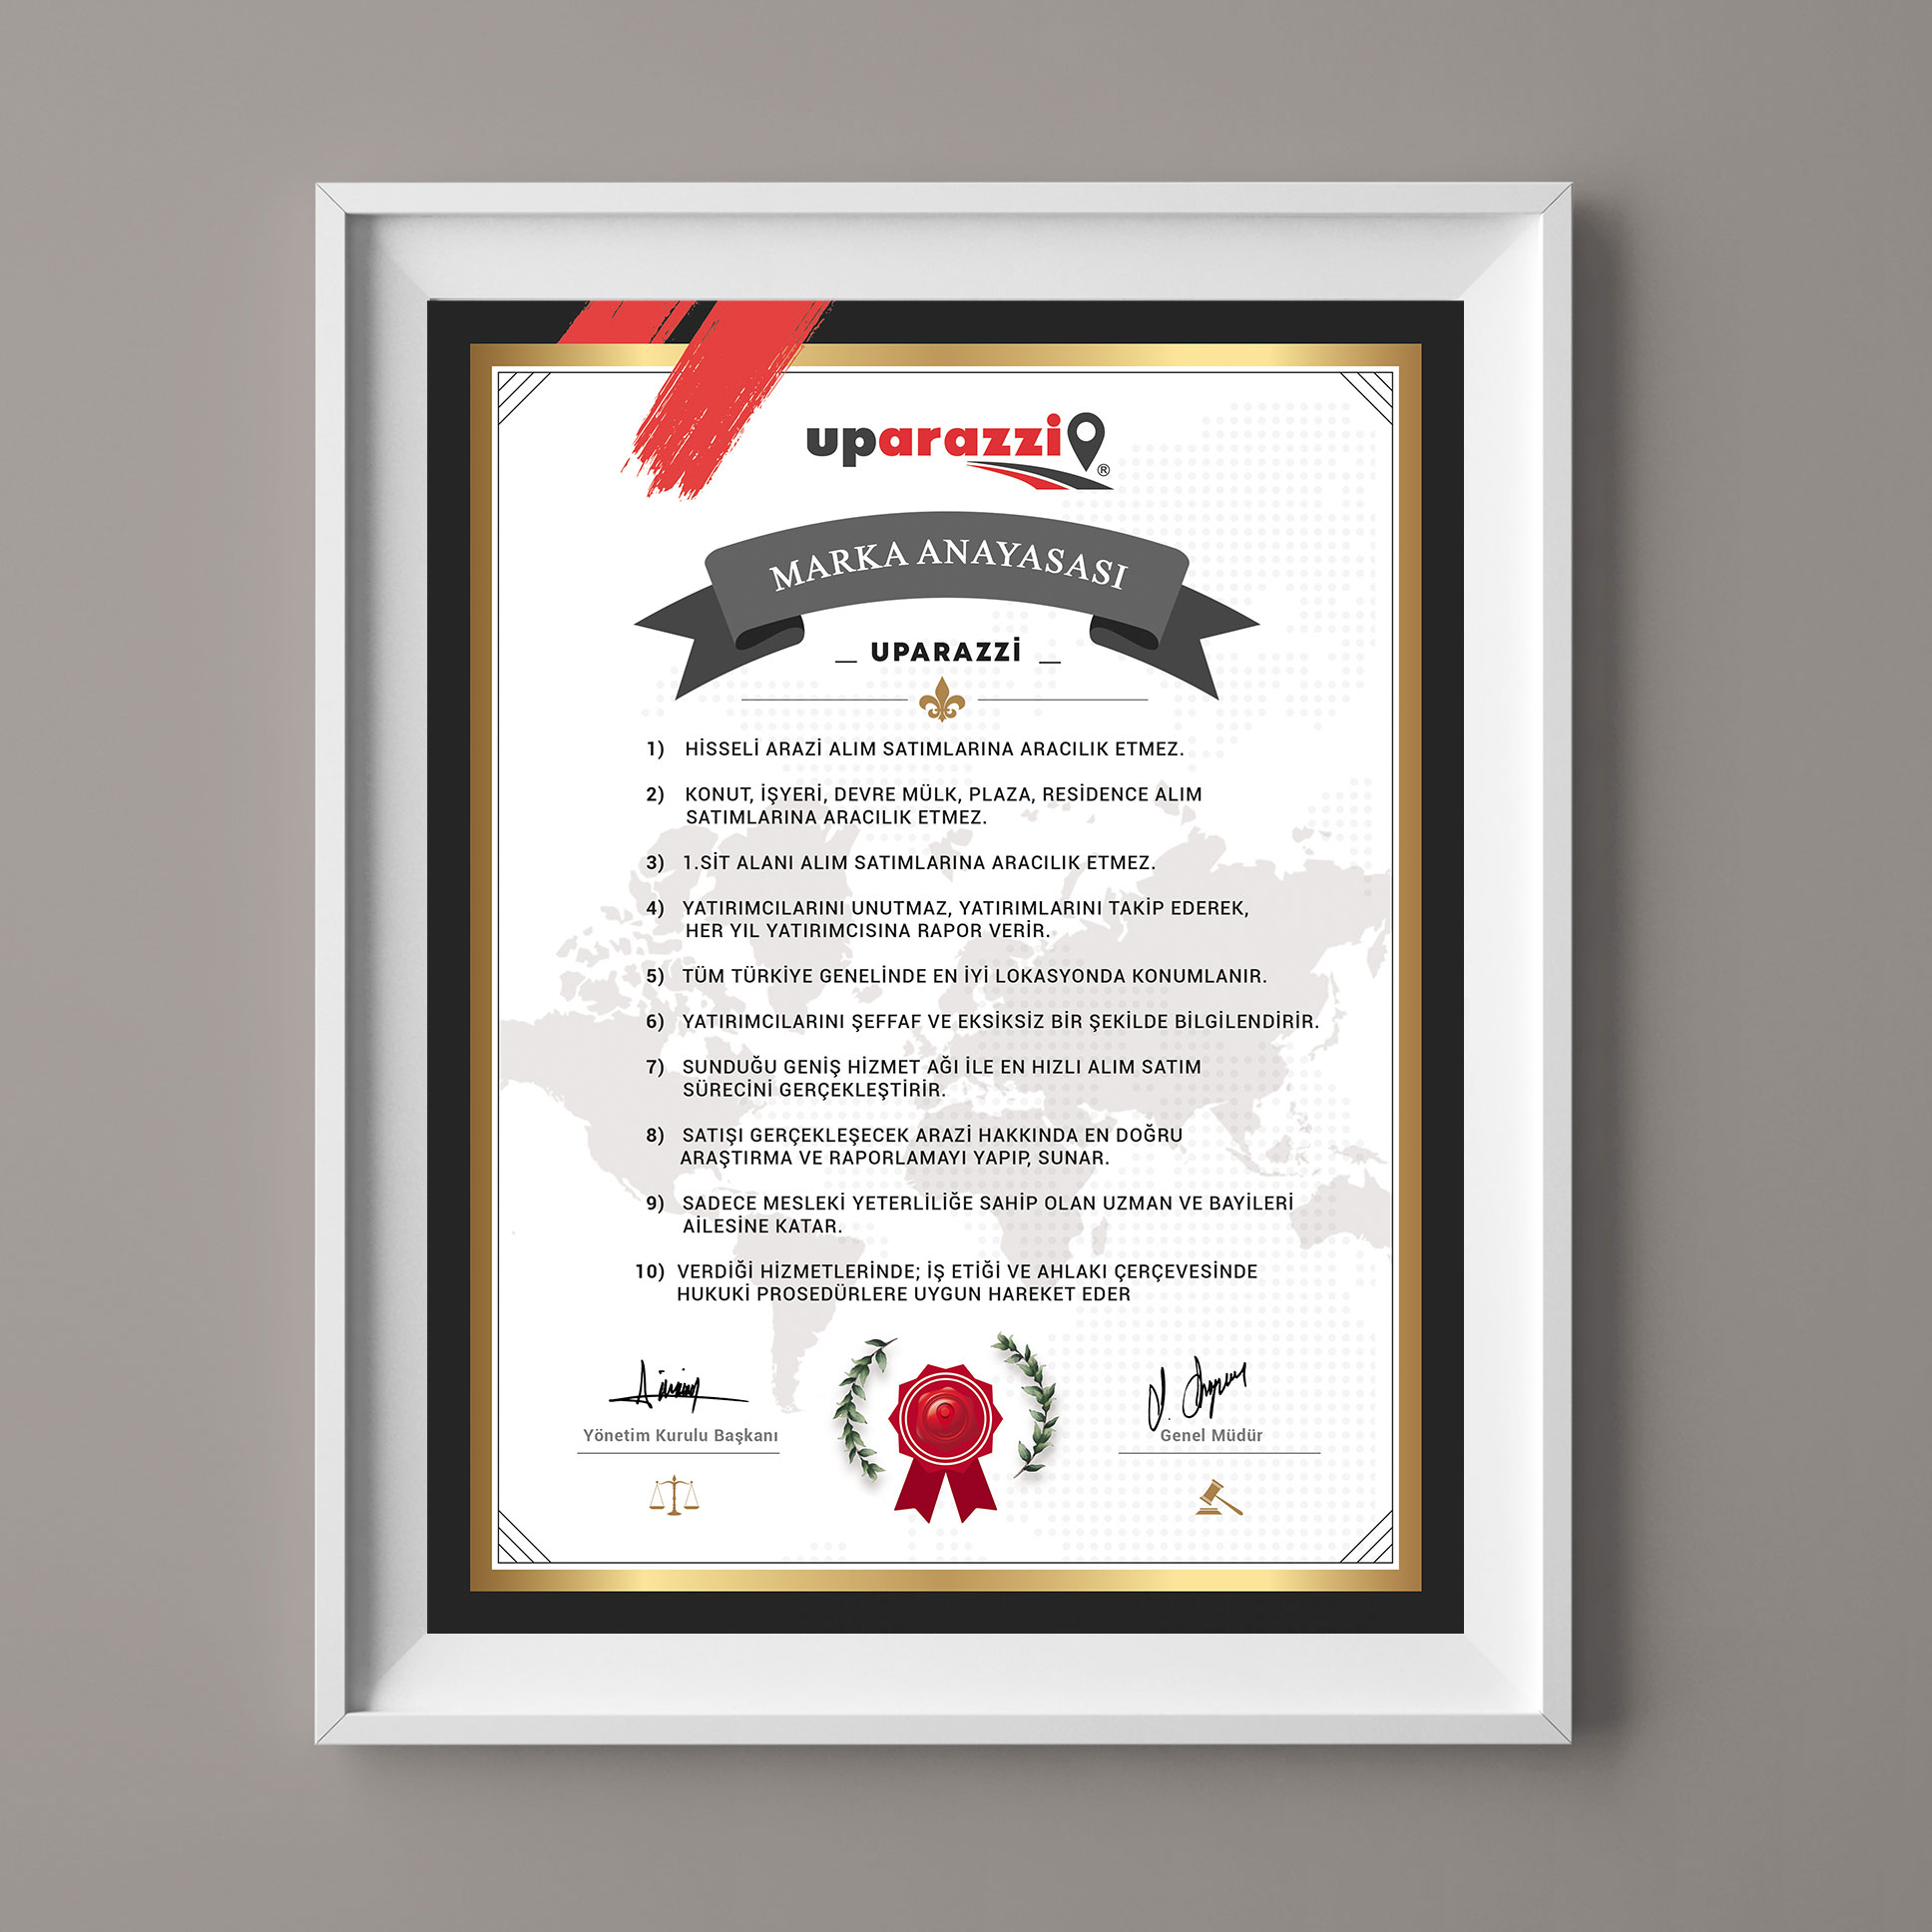 uparazzi
®
MARKA ANAYASASI
_ UPARAZZİ _
1) HİSSELİ ARAZİ ALIM SATIMLARINA ARACILIK ETMEZ.
2) KONUT, İŞYERİ, DEVRE MÜLK, PLAZA, RESİDENCE ALIM
SATIMLARINA ARACILIK ETMEZ.
3) 1.SİT ALANI ALIM SATIMLARINA ARACILIK ETMEZ.
4) YATIRIMCILARINI UNUTMAZ, YATIRIMLARINI TAKİP EDEREK,
HER YIL YATIRIMCISINA RAPOR VERİR.
5) TÜM TÜRKİYE GENELİNDE EN İYİ LOKASYONDA KONUMLANIR.
6) YATIRIMCILARINI ŞEFFAF VE EKSİKSİZ BİR ŞEKİLDE BİLGİLENDİRİR.
7) SUNDUĞU GENİŞ HİZMET AĞI İLE EN HIZLI ALIM SATIM
SÜRECİNİ GERÇEKLEŞTİRİR.
8) SATIŞI GERÇEKLEŞECEK ARAZİ HAKKINDA EN DOĞRU
ARAŞTIRMA VE RAPORLAMAYI YAPIP, SUNAR.
9) SADECE MESLEKİ YETERLİLİĞE SAHİP OLAN UZMAN VE BAYİLERİ
AİLESİNE KATAR.
10) VERDİĞİ HİZMETLERİNDE; İŞ ETİĞİ VE AHLAKI ÇERÇEVESİNDE
HUKUKİ PROSEDÜRLERE UYGUN HAREKET EDER
Yönetim Kurulu Başkanı
Genel Müdür